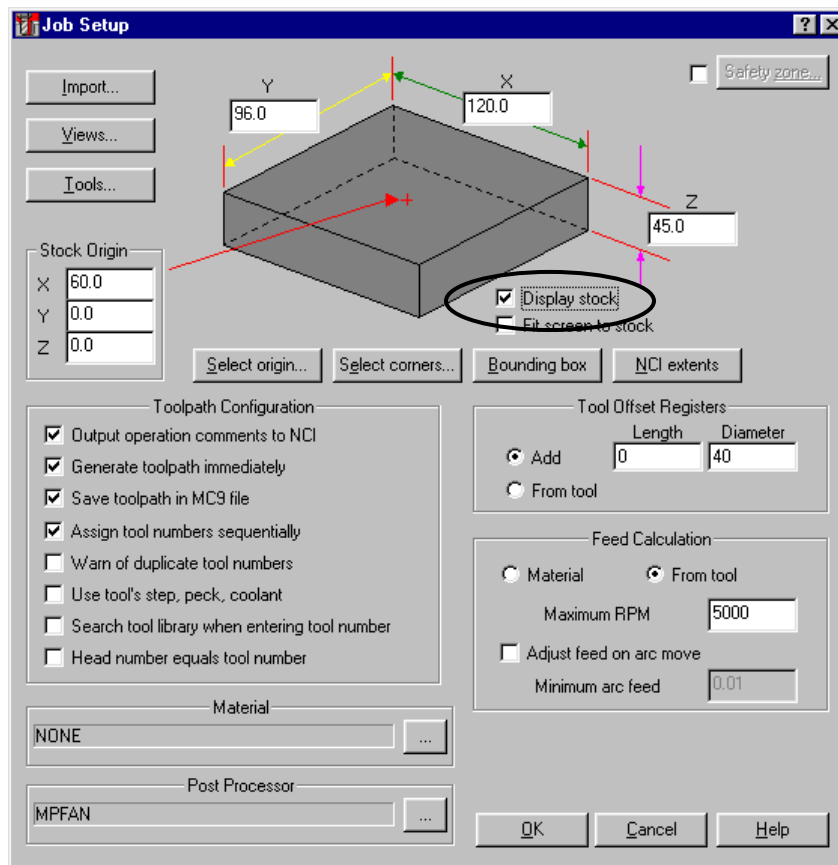 Job Setup
Import...
Views...
Tools...
Y
96.0
X
120.0
Safety zone...
Z
45.0
Stock Origin
X 60.0
Y 0.0
Z 0.0
Display stock
Fit screen to stock
Select origin...
Select corners...
Bounding box
NCI extents
Toolpath Configuration
Output operation comments to NCI
Generate toolpath immediately
Save toolpath in MC9 file
Assign tool numbers sequentially
Warn of duplicate tool numbers
Use tool's step, peck, coolant
Search tool library when entering tool number
Head number equals tool number
Tool Offset Registers
Length Diameter
Add 0 40
From tool
Feed Calculation
Material From tool
Maximum RPM 5000
Adjust feed on arc move
Minimum arc feed 0.01
Material
NONE ...
Post Processor
MPFAN ...
OK
Cancel
Help